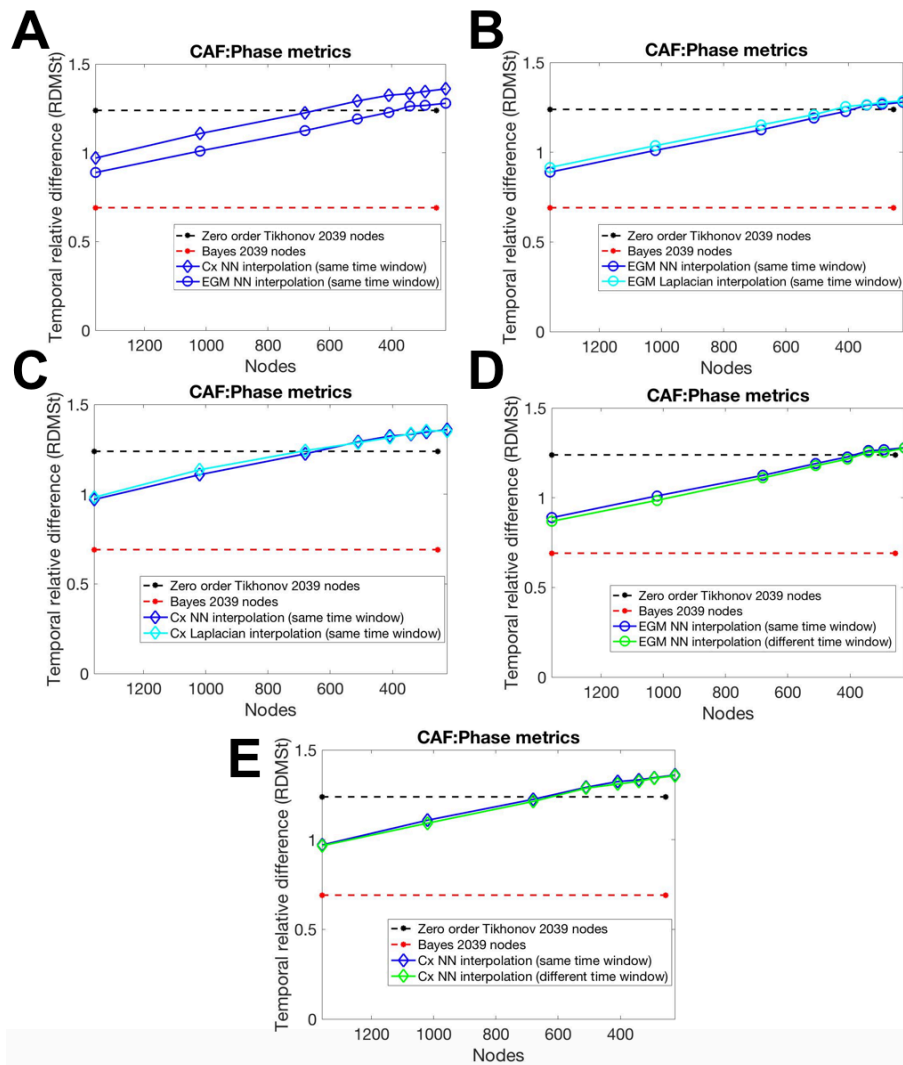 A
CAF:Phase metrics
Temporal relative difference (RDMSt)
1.5
1
0.5
0
Zero order Tikhonov 2039 nodes
Bayes 2039 nodes
Cx NN interpolation (same time window)
EGM NN interpolation (same time window)
1200 1000 800 600 400
Nodes
B
CAF:Phase metrics
Temporal relative difference (RDMSt)
1.5
1
0.5
0
Zero order Tikhonov 2039 nodes
Bayes 2039 nodes
EGM NN interpolation (same time window)
EGM Laplacian interpolation (same time window)
1200 1000 800 600 400
Nodes
C
CAF:Phase metrics
Temporal relative difference (RDMSt)
1.5
1
0.5
0
Zero order Tikhonov 2039 nodes
Bayes 2039 nodes
Cx NN interpolation (same time window)
Cx Laplacian interpolation (same time window)
1200 1000 800 600 400
Nodes
D
CAF:Phase metrics
Temporal relative difference (RDMSt)
1.5
1
0.5
0
Zero order Tikhonov 2039 nodes
Bayes 2039 nodes
EGM NN interpolation (same time window)
EGM NN interpolation (different time window)
1200 1000 800 600 400
Nodes
E
CAF:Phase metrics
Temporal relative difference (RDMSt)
1.5
1
0.5
0
Zero order Tikhonov 2039 nodes
Bayes 2039 nodes
Cx NN interpolation (same time window)
Cx NN interpolation (different time window)
1200 1000 800 600 400
Nodes